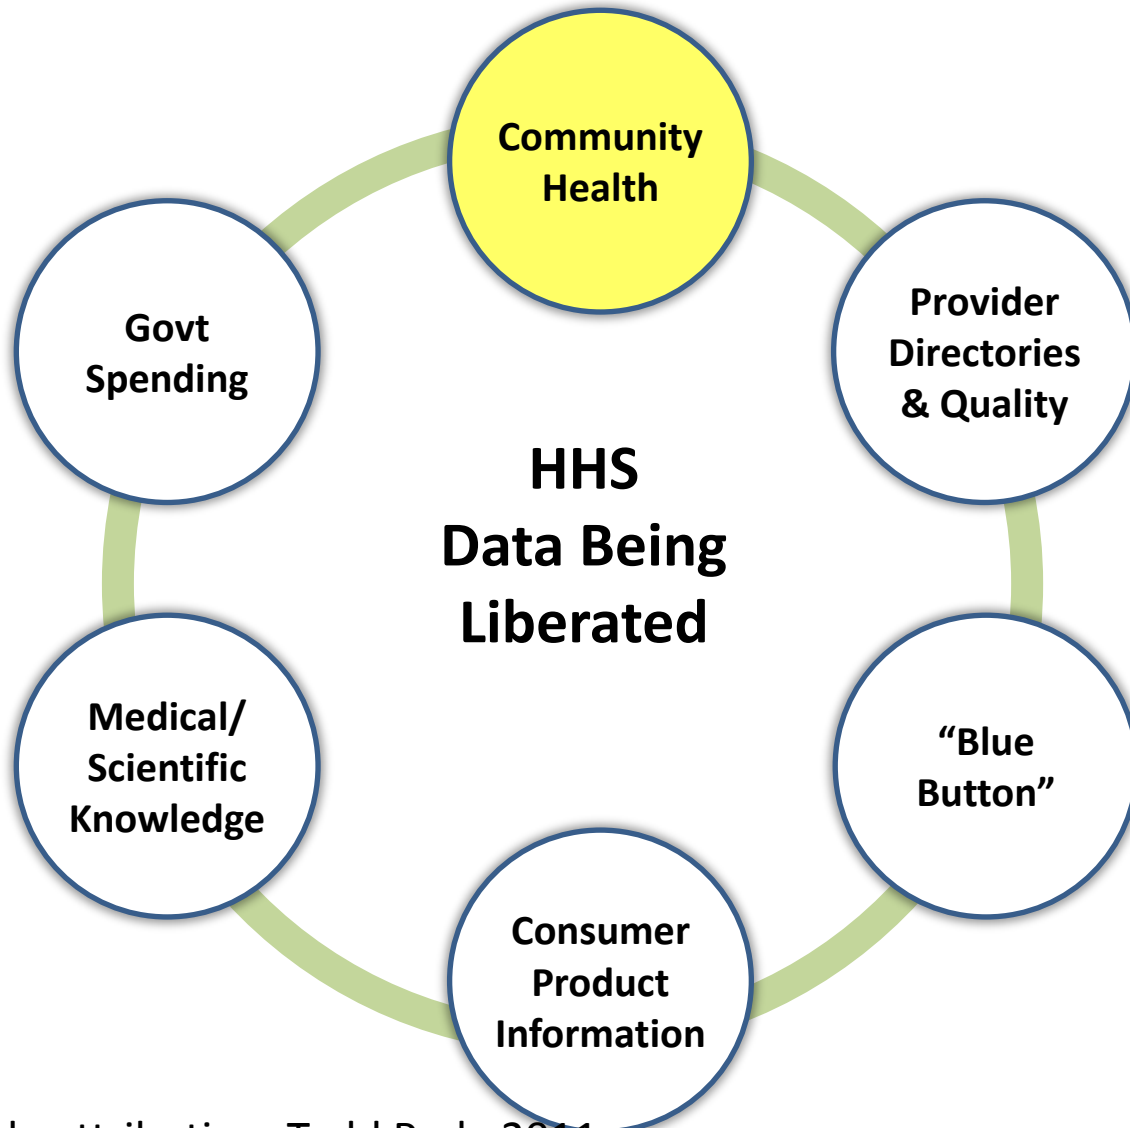 Community
Health
Provider
Directories
& Quality
Govt
Spending
HHS
Data Being
Liberated
Medical/
Scientific
Knowledge
“Blue
Button”
Consumer
Product
Information